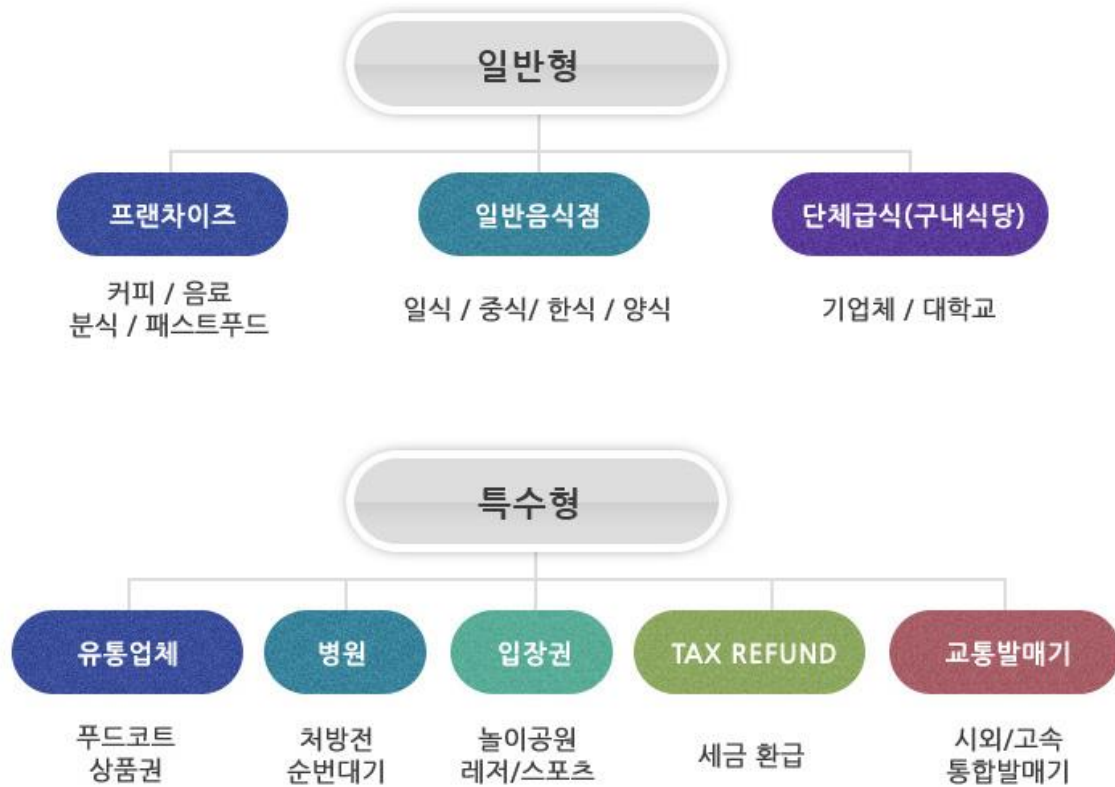 일반형
프랜차이즈
일반음식점
단체급식(구내식당)
커피 / 음료
분식 / 패스트푸드
일식 / 중식/ 한식 / 양식
기업체 / 대학교
특수형
유통업체
병원
입장권
TAX REFUND
교통발매기
푸드코트
상품권
처방전
순번대기
놀이공원
레저/스포츠
세금 환급
시외/고속
통합발매기